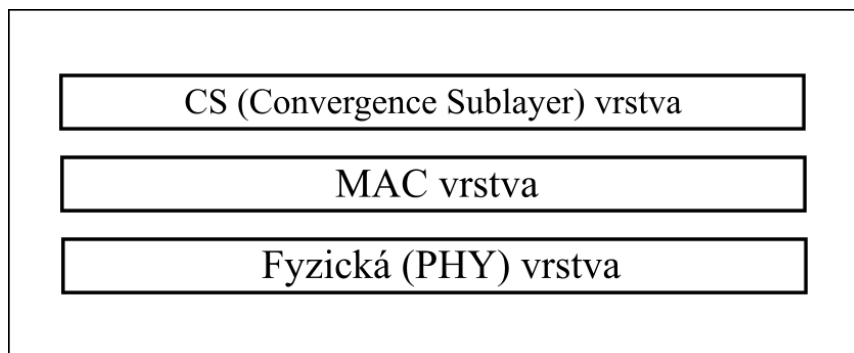 CS (Convergence Sublayer) vrstva
MAC vrstva
Fyzická (PHY) vrstva